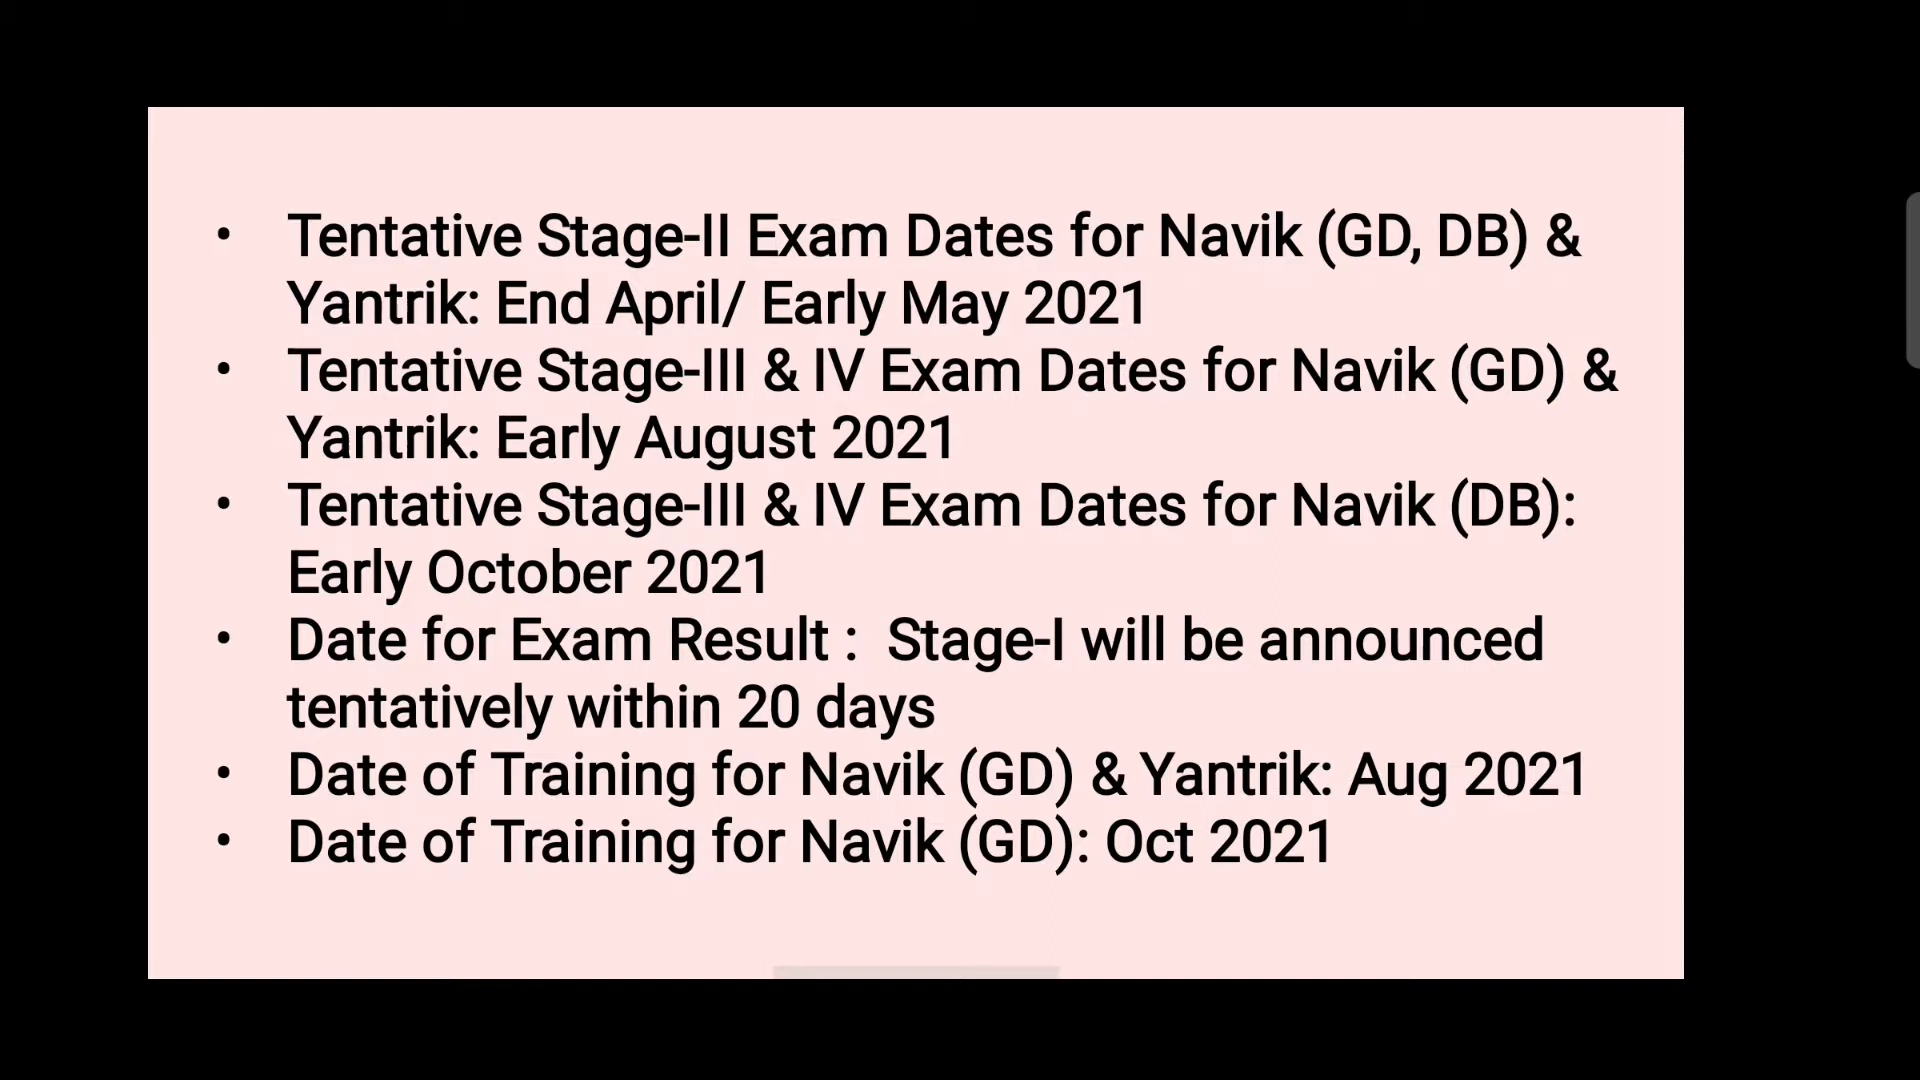 • Tentative Stage-II Exam Dates for Navik (GD, DB) &
Yantrik: End April/ Early May 2021
• Tentative Stage-III & IV Exam Dates for Navik (GD) &
Yantrik: Early August 2021
• Tentative Stage-III & IV Exam Dates for Navik (DB):
Early October 2021
• Date for Exam Result :  Stage-I will be announced
tentatively within 20 days
• Date of Training for Navik (GD) & Yantrik: Aug 2021
• Date of Training for Navik (GD): Oct 2021